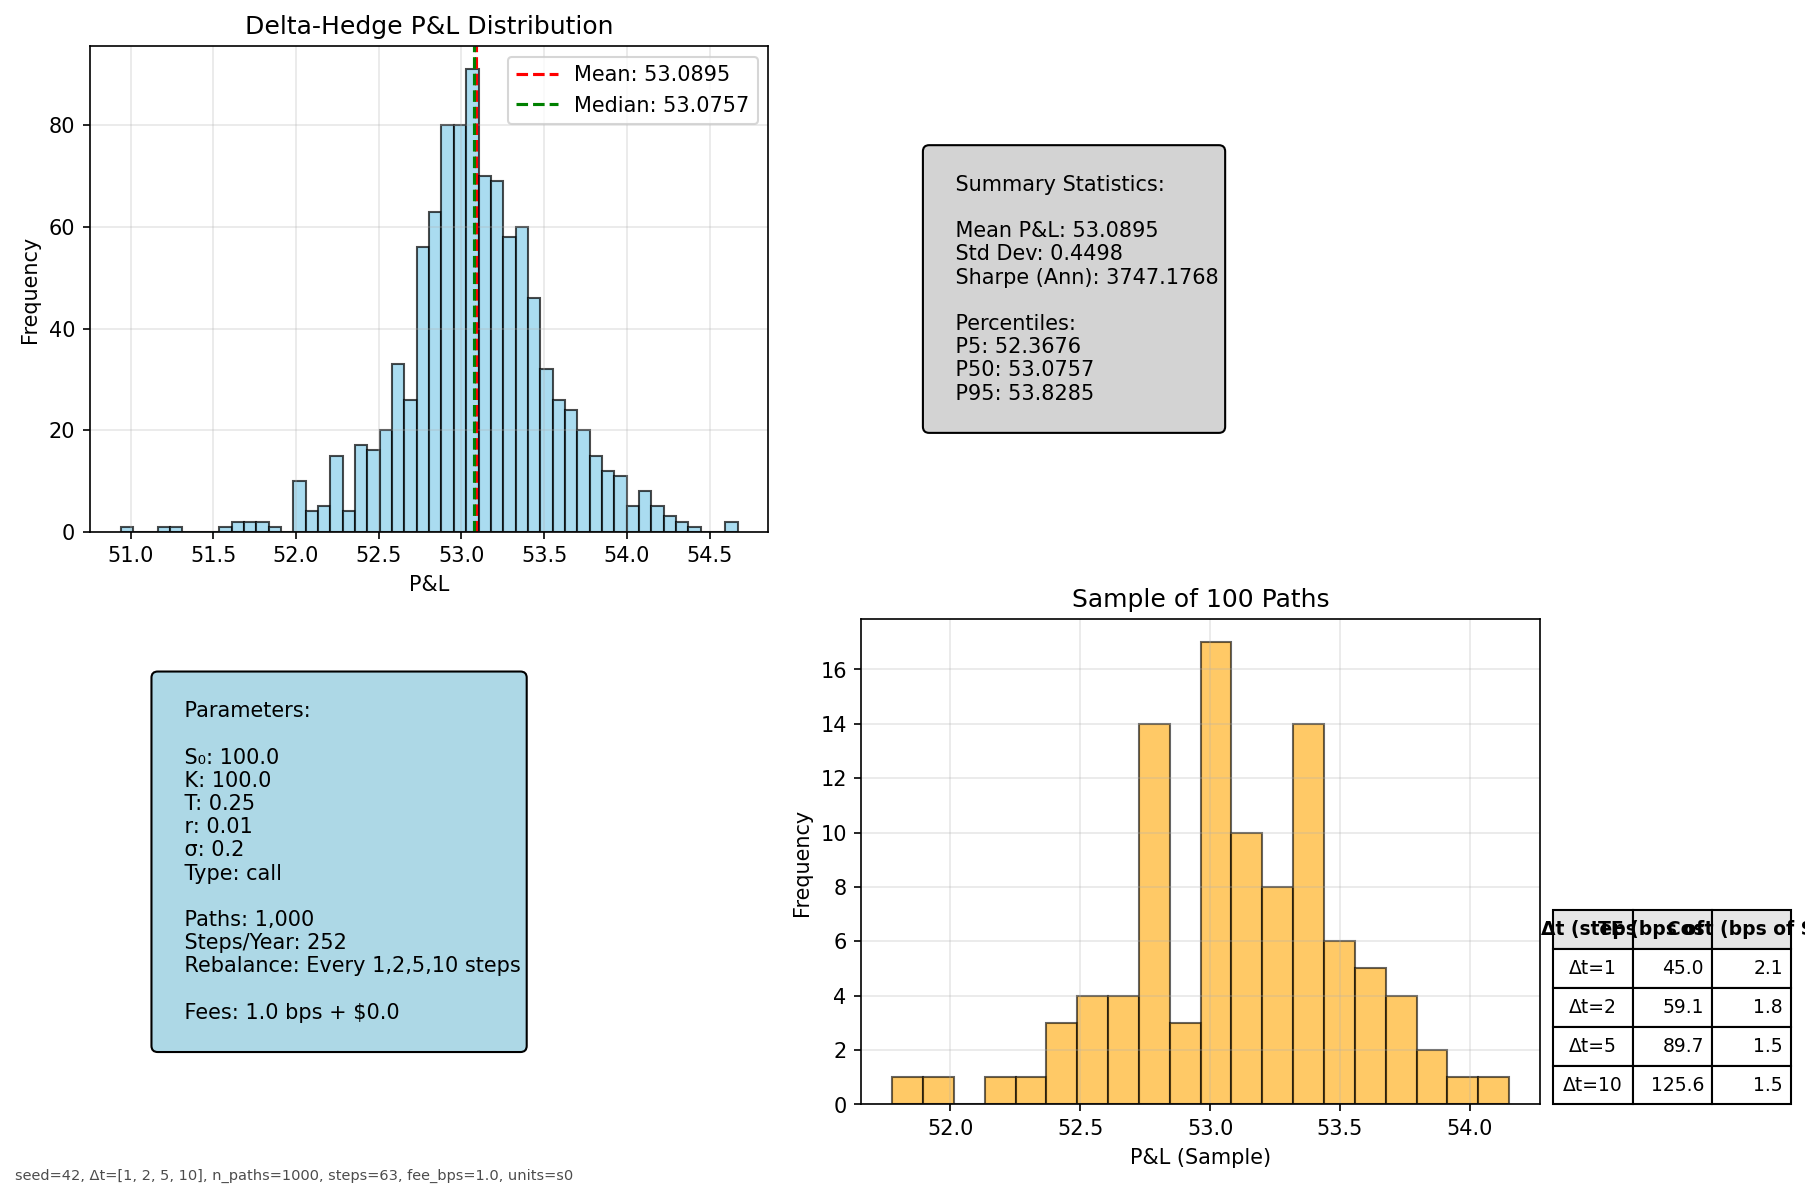 Delta-Hedge P&L Distribution
Mean: 53.0895
Median: 53.0757
Frequency
80
60
40
20
0
51.0 51.5 52.0 52.5 53.0 53.5 54.0 54.5
P&L
Summary Statistics:
Mean P&L: 53.0895
Std Dev: 0.4498
Sharpe (Ann): 3747.1768
Percentiles:
P5: 52.3676
P50: 53.0757
P95: 53.8285
Parameters:
S₀: 100.0
K: 100.0
T: 0.25
r: 0.01
σ: 0.2
Type: call
Paths: 1,000
Steps/Year: 252
Rebalance: Every 1,2,5,10 steps
Fees: 1.0 bps + $0.0
Sample of 100 Paths
Frequency
16
14
12
10
8
6
4
2
0
52.0 52.5 53.0 53.5 54.0
P&L (Sample)
Δt (steps TE (bps of Cost (bps of S
Δt=1 45.0 2.1
Δt=2 59.1 1.8
Δt=5 89.7 1.5
Δt=10 125.6 1.5
seed=42, Δt=[1, 2, 5, 10], n_paths=1000, steps=63, fee_bps=1.0, units=s0